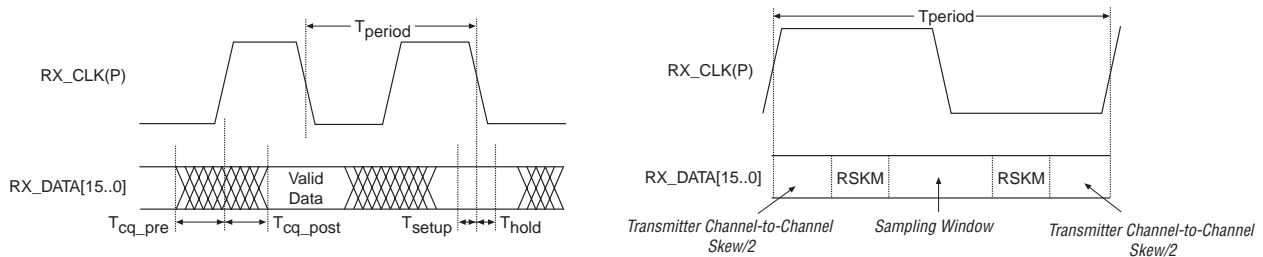 Tperiod
RX_CLK(P)
RX_DATA[15..0]
Valid
Data
Tcq_pre
Tcq_post
Tsetup
Thold
Tperiod
RX_CLK(P)
RX_DATA[15..0]
RSKM
RSKM
Transmitter Channel-to-Channel
Skew/2
Sampling Window
Transmitter Channel-to-Channel
Skew/2